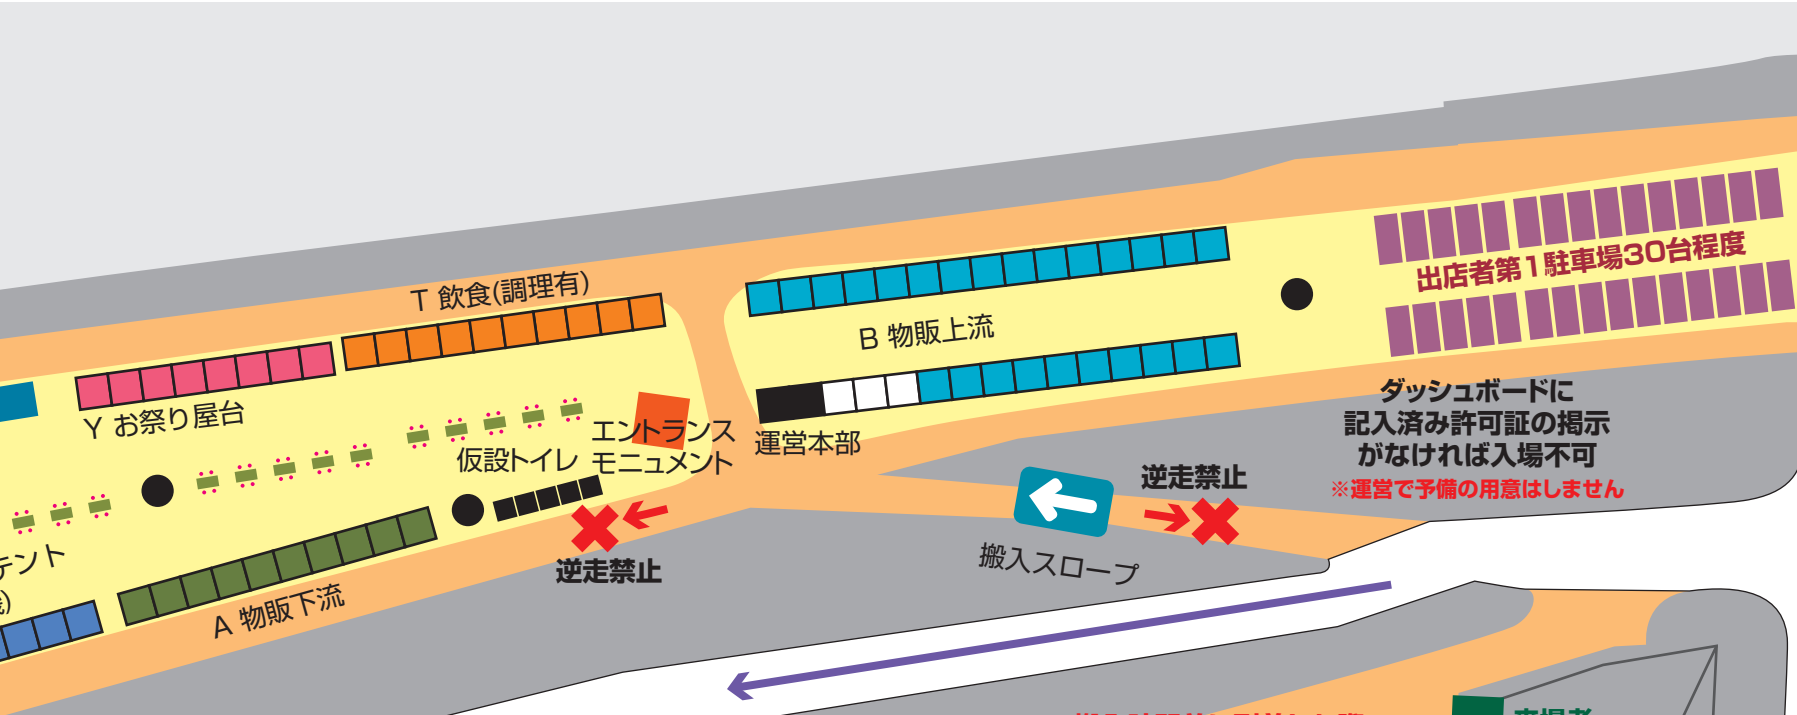 T 飲食(調理有)
Y お祭り屋台
B 物販上流
出店者第1駐車場30台程度
エントランス
モニュメント
仮設トイレ
運営本部
ダッシュボードに
記入済み許可証の掲示
がなければ入場不可
※運営で予備の用意はしません
逆走禁止
逆走禁止
搬入スロープ
テント
A 物販下流
来場者